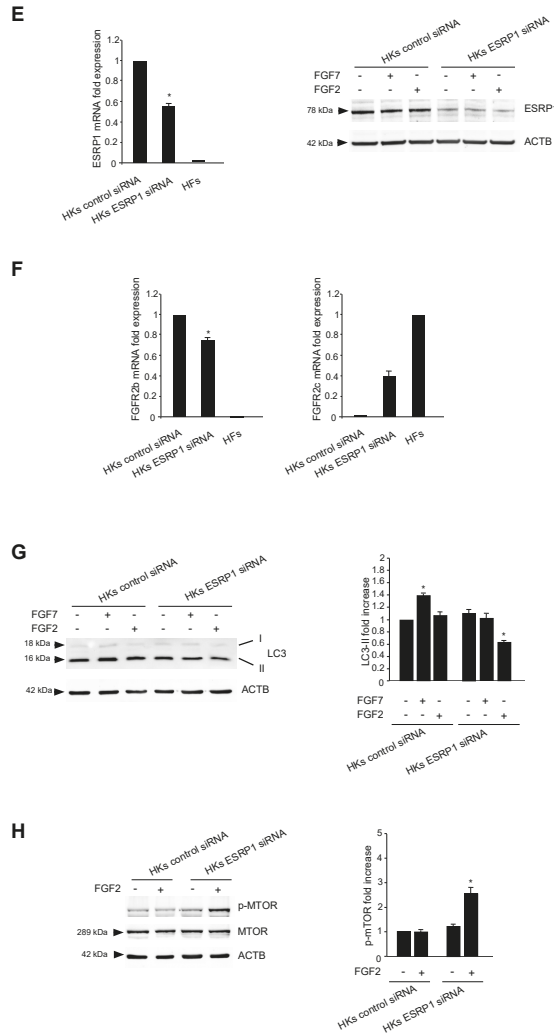 E
ESRP1 mRNA fold expression
1.2
1
0.8
0.6
0.4
0.2
0
*
HKs control siRNA
HKs ESRP1 siRNA
HFs
HKs control siRNA
HKs ESRP1 siRNA
FGF7 - + - - + -
FGF2 - - + - - +
78 kDa
ESRP
42 kDa
ACTB
F
FGFR2b mRNA fold expression
1.2
1
0.8
0.6
0.4
0.2
0
*
HKs control siRNA
HKs ESRP1 siRNA
HFs
FGFR2c mRNA fold expression
1.2
1
0.8
0.6
0.4
0.2
0
HKs control siRNA
HKs ESRP1 siRNA
HFs
G
HKs control siRNA
HKs ESRP1 siRNA
FGF7 - + - - + -
FGF2 - - + - - +
18 kDa
I
LC3
16 kDa
II
42 kDa
ACTB
LC3-II fold increase
2
1.8
1.6
1.4
1.2
1
0.8
0.6
0.4
0.2
0
*
*
FGF7 - + - - + -
FGF2 - - + - - +
HKs control siRNA
HKs ESRP1 siRNA
H
HKs control siRNA
HKs ESRP1 siRNA
FGF2 - + - +
p-MTOR
289 kDa
MTOR
42 kDa
ACTB
p-mTOR fold increase
5
4
3
2
1
0
*
FGF2 - + - +
HKs control siRNA
HKs ESRP1 siRNA